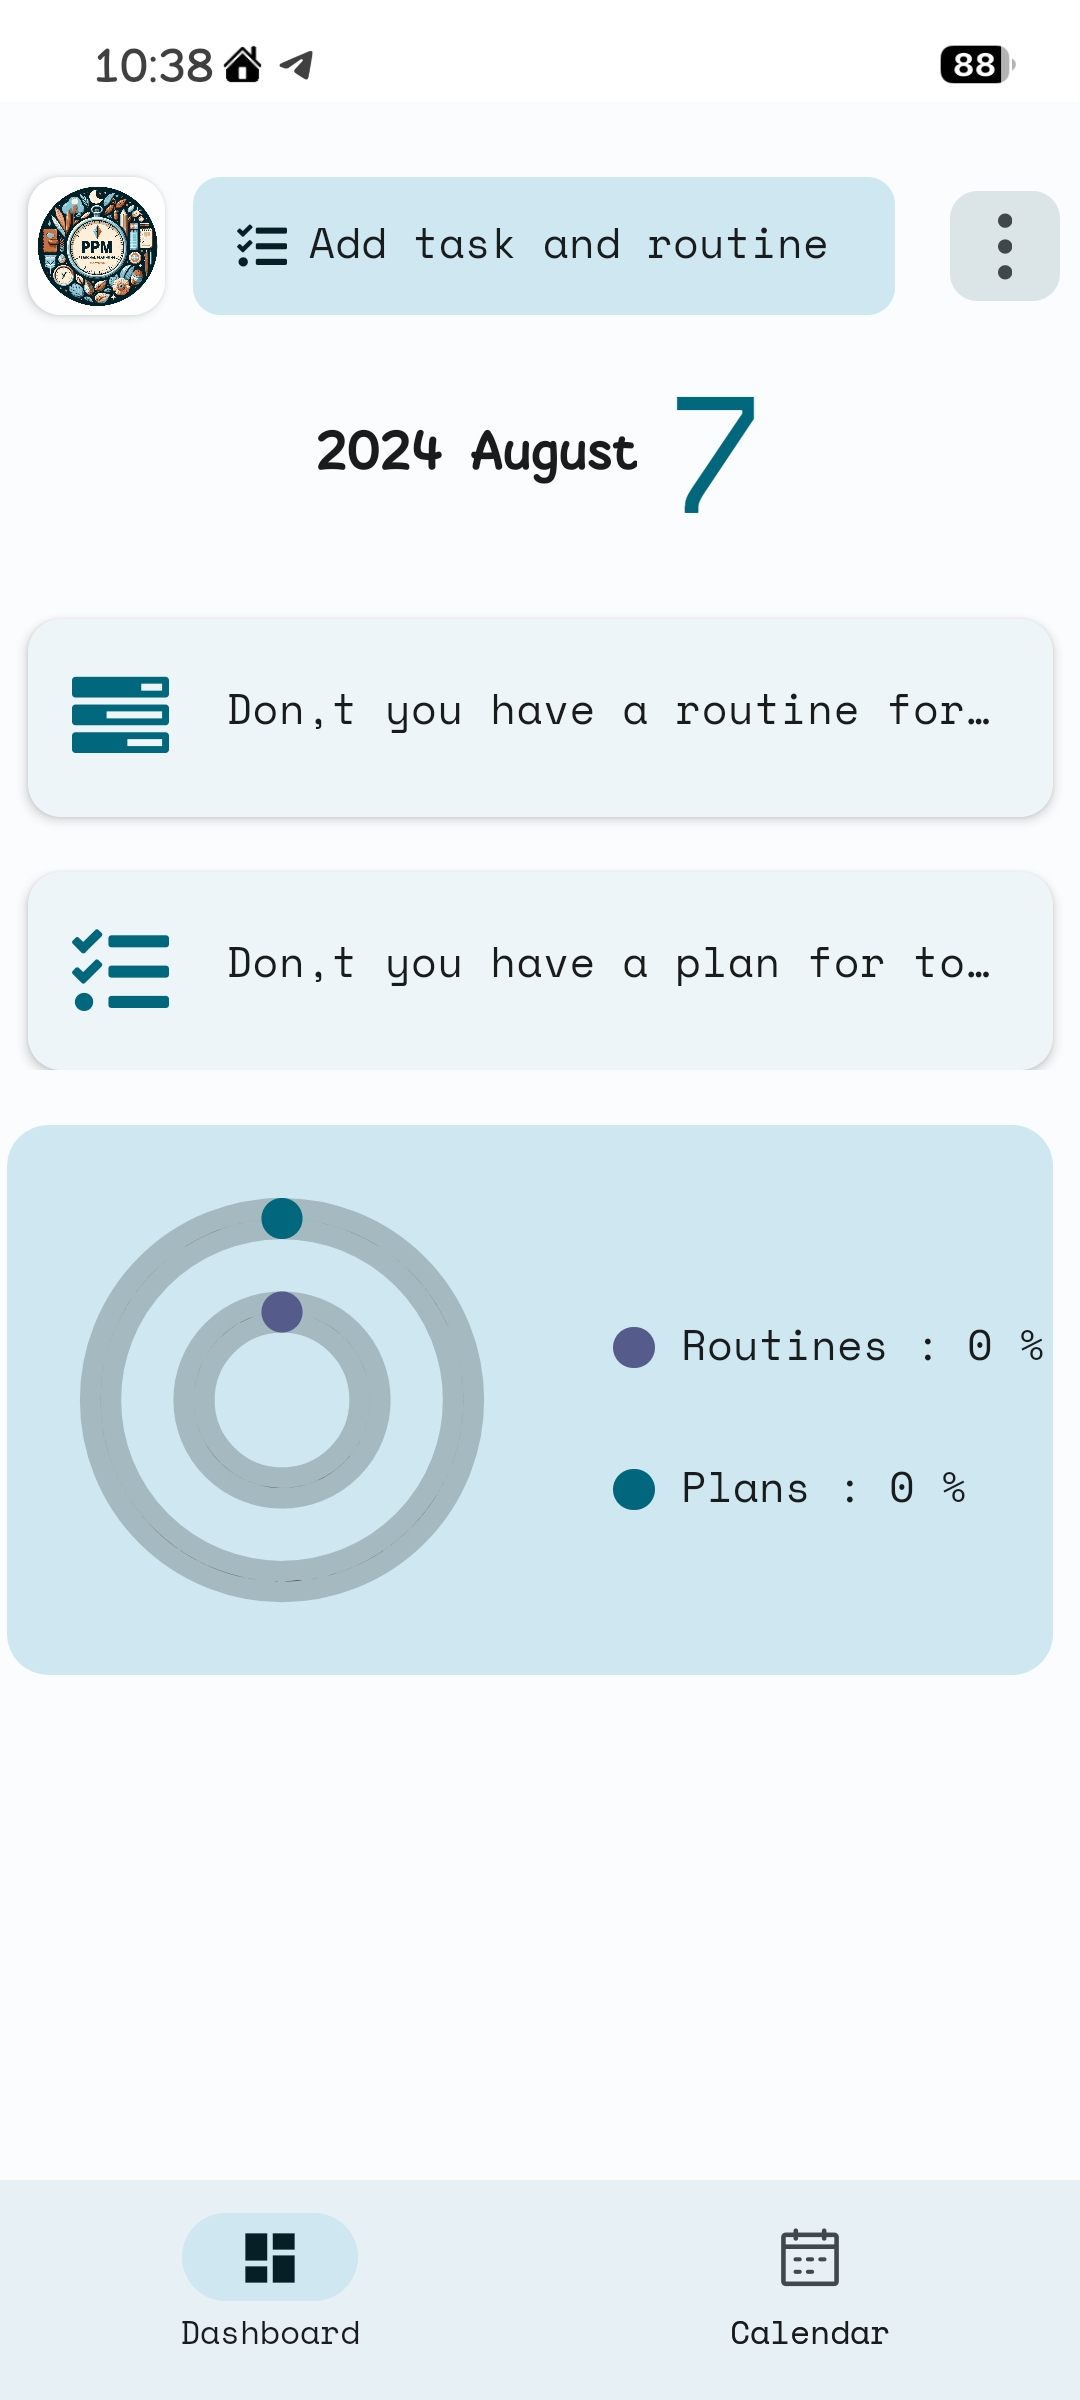 10:38
88
PPM
Add task and routine
2024 August 7
Don,t you have a routine for…
Don,t you have a plan for to…
Routines : 0 %
Plans : 0 %
Dashboard
Calendar